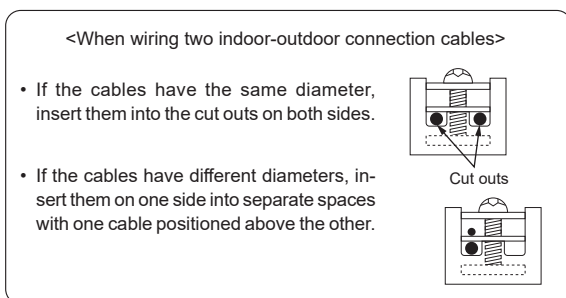 <When wiring two indoor-outdoor connection cables>
• If the cables have the same diameter,
insert them into the cut outs on both sides.
Cut outs
• If the cables have different diameters, in-
sert them on one side into separate spaces
with one cable positioned above the other.